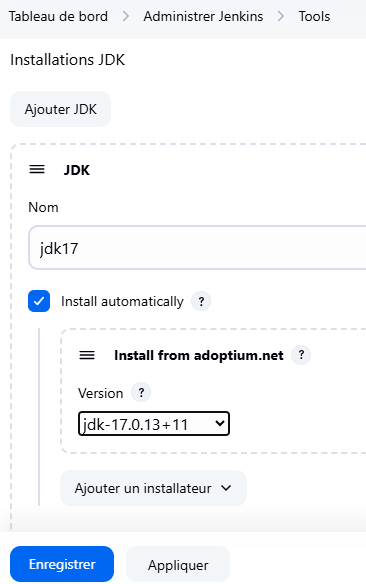 Tableau de bord > Administrer Jenkins > Tools
Installations JDK
Ajouter JDK
JDK
Nom
jdk17
Install automatically ?
Install from adoptium.net ?
Version ?
jdk-17.0.13+11
Ajouter un installateur
Enregistrer Appliquer